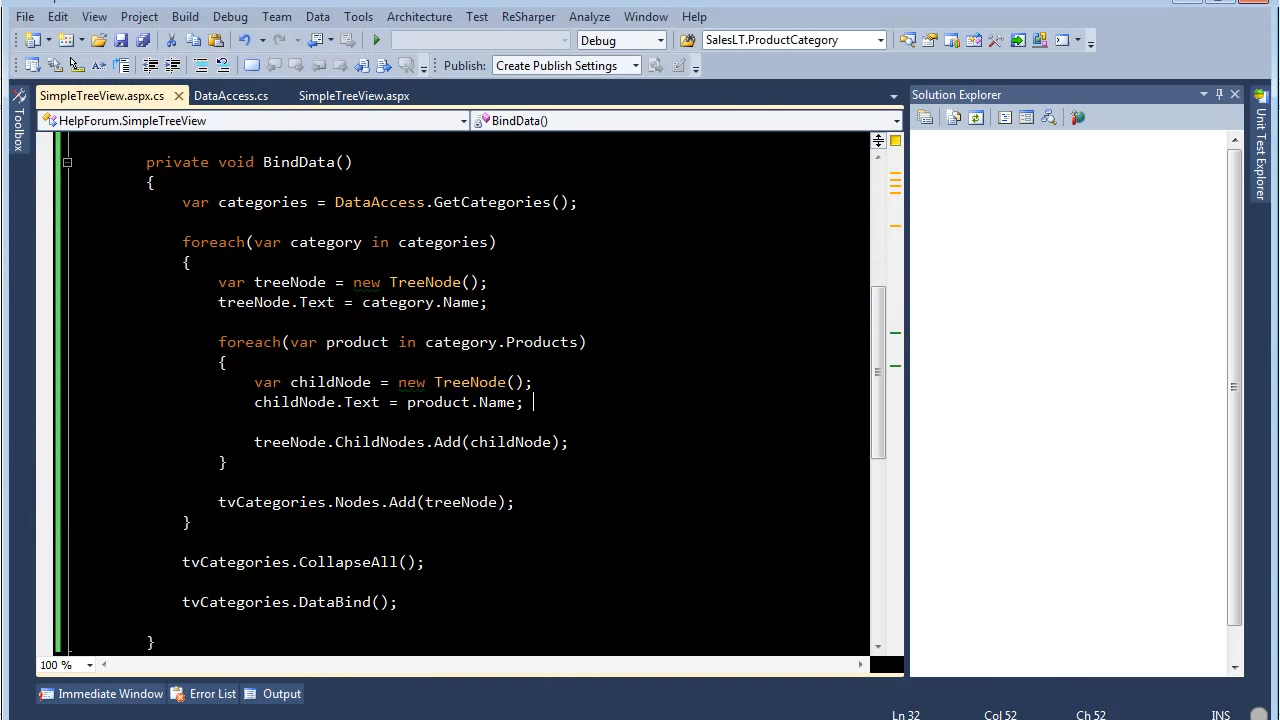 File Edit View Project Build Debug Team Data Tools Architecture Test ReSharper Analyze Window Help
Debug SalesLT.ProductCategory
Publish: Create Publish Settings
SimpleTreeView.aspx.cs DataAccess.cs SimpleTreeView.aspx Solution Explorer
HelpForum.SimpleTreeView BindData()
Toolbox
Unit Test Explorer
private void BindData()
{
var categories = DataAccess.GetCategories();
foreach(var category in categories)
{
var treeNode = new TreeNode();
treeNode.Text = category.Name;
foreach(var product in category.Products)
{
var childNode = new TreeNode();
childNode.Text = product.Name;
treeNode.ChildNodes.Add(childNode);
}
tvCategories.Nodes.Add(treeNode);
}
tvCategories.CollapseAll();
tvCategories.DataBind();
}
100 %
Immediate Window Error List Output
Ln 32 Col 52 Ch 52 INS